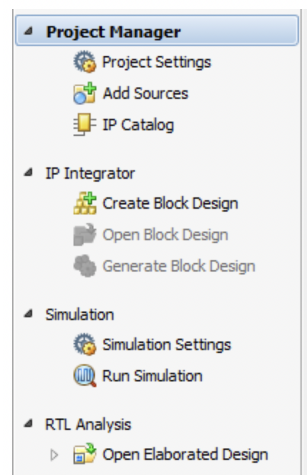 Project Manager
Project Settings
Add Sources
IP Catalog
IP Integrator
Create Block Design
Open Block Design
Generate Block Design
Simulation
Simulation Settings
Run Simulation
RTL Analysis
Open Elaborated Design